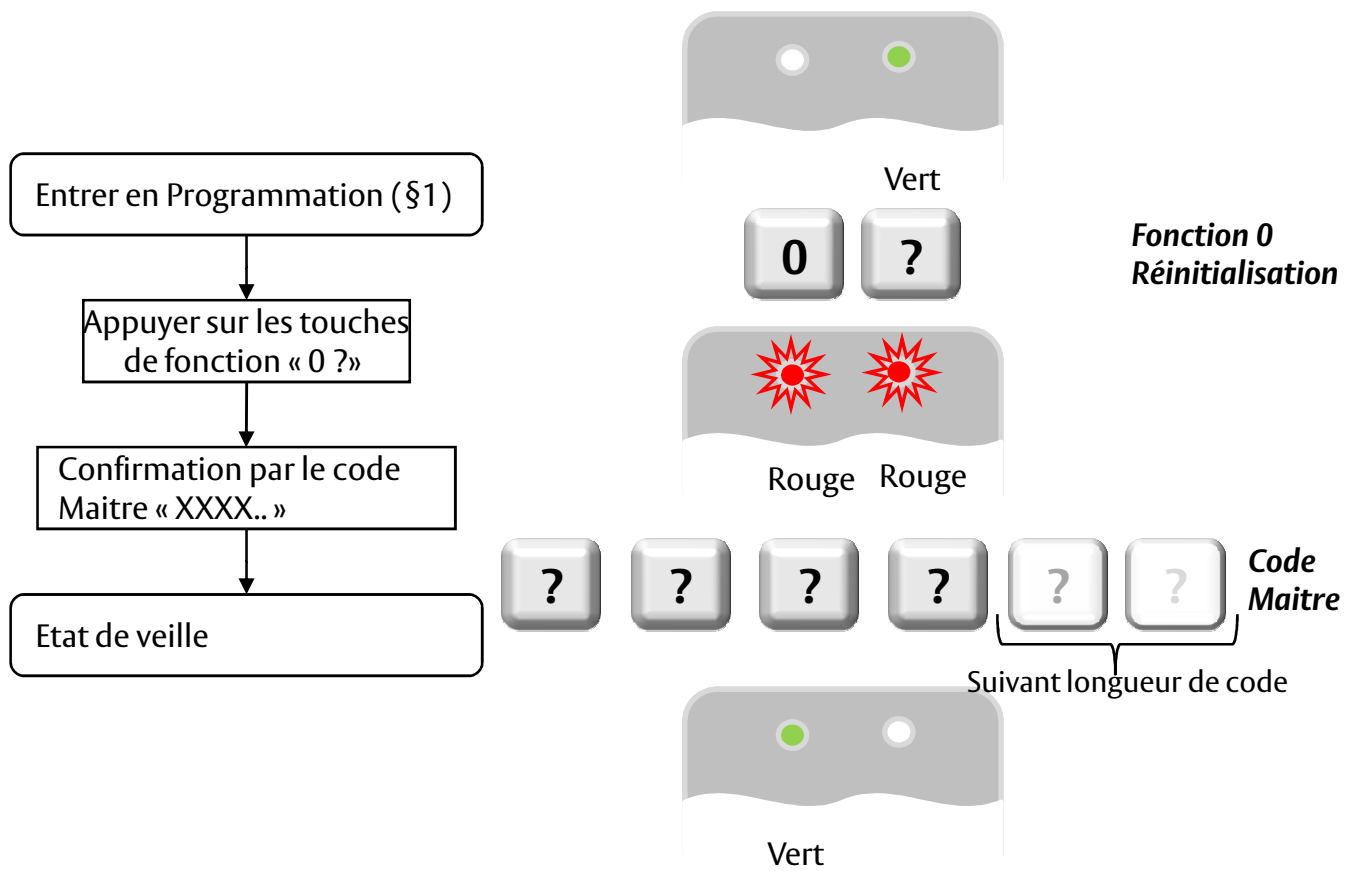 Vert
Entrer en Programmation (§1)
0 ?
Fonction 0
Réinitialisation
Appuyer sur les touches
de fonction « 0 ?»
Confirmation par le code
Maitre « XXXX.. »
Rouge Rouge
? ? ? ? ? ?
Code
Maitre
Etat de veille
Suivant longueur de code
Vert